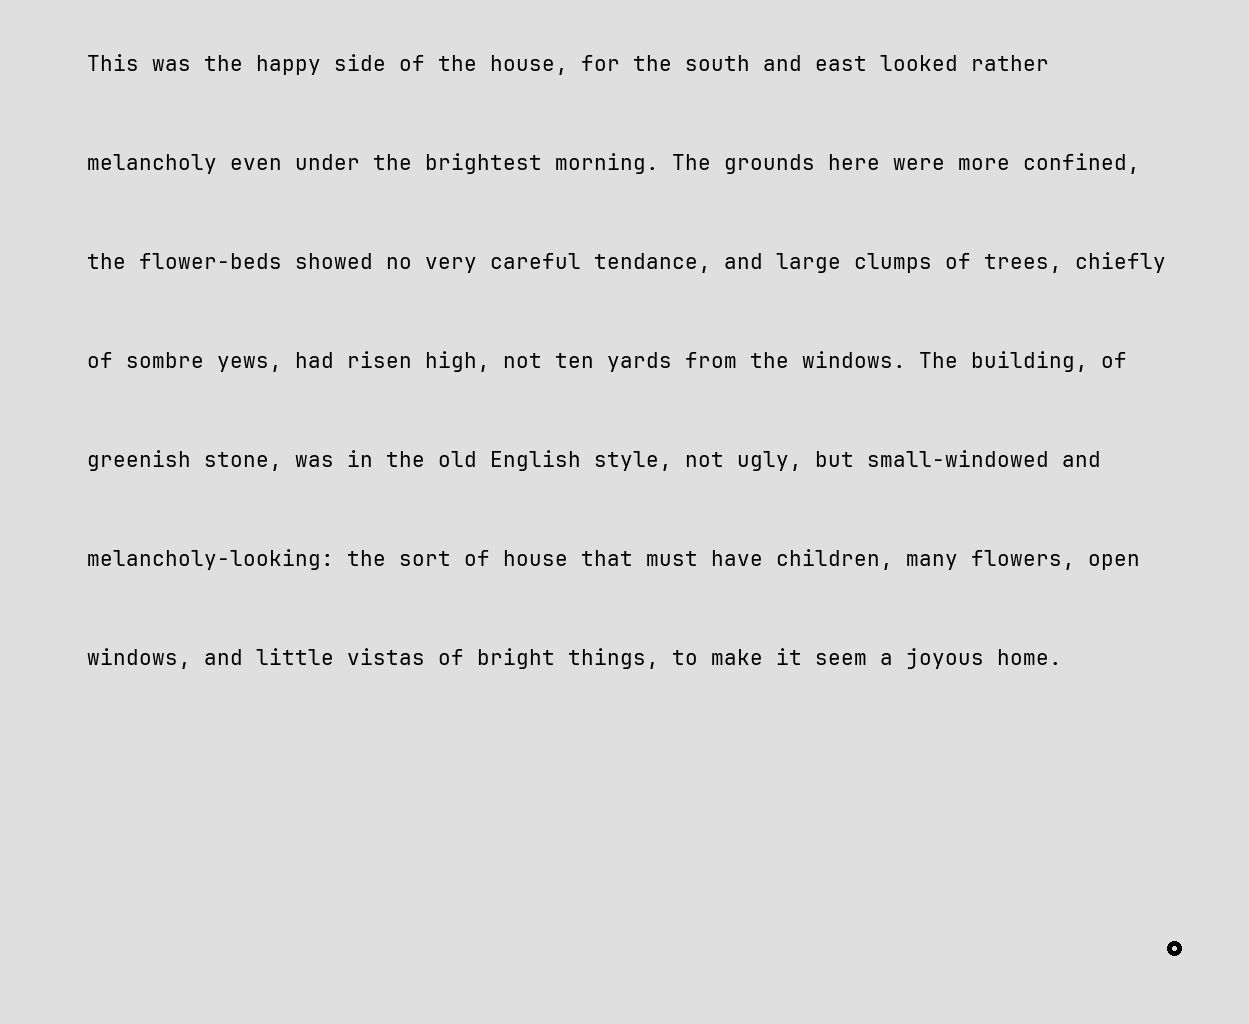 This was the happy side of the house, for the south and east looked rather
melancholy even under the brightest morning. The grounds here were more confined,
the flower-beds showed no very careful tendance, and large clumps of trees, chiefly
of sombre yews, had risen high, not ten yards from the windows. The building, of
greenish stone, was in the old English style, not ugly, but small-windowed and
melancholy-looking: the sort of house that must have children, many flowers, open
windows, and little vistas of bright things, to make it seem a joyous home.